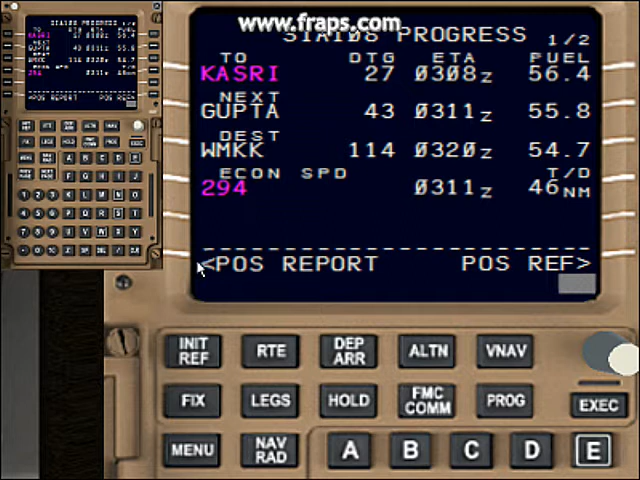 www.fraps.com
SIA108 PROGRESS 1/2
TO DTG ETA FUEL
KASRI 27 0308z 56.4
NEXT
GUPTA 43 0311z 55.8
DEST
WMKK 114 0320z 54.7
ECON SPD T/D
294 0311z 46NM
<POS REPORT POS REF>
INIT REF RTE DEP ARR ALTN VNAV
FIX LEGS HOLD FMC COMM PROG EXEC
MENU NAV RAD A B C D E